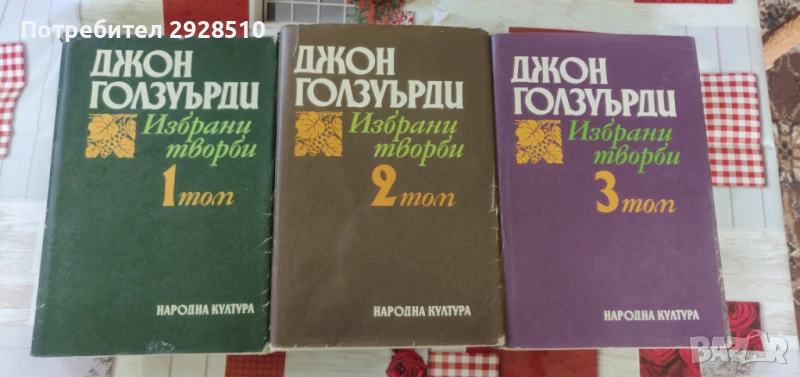 Потребител 2928510
ДЖОН
ГОЛЗУЪРДИ
Избрани
творби
1 том
НАРОДНА КУЛТУРА
ДЖОН
ГОЛЗУЪРДИ
Избрани
творби
2 том
НАРОДНА КУЛТУРА
ДЖОН
ГОЛЗУЪРДИ
Избрани
творби
3 том
НАРОДНА КУЛТУРА
BAZAR